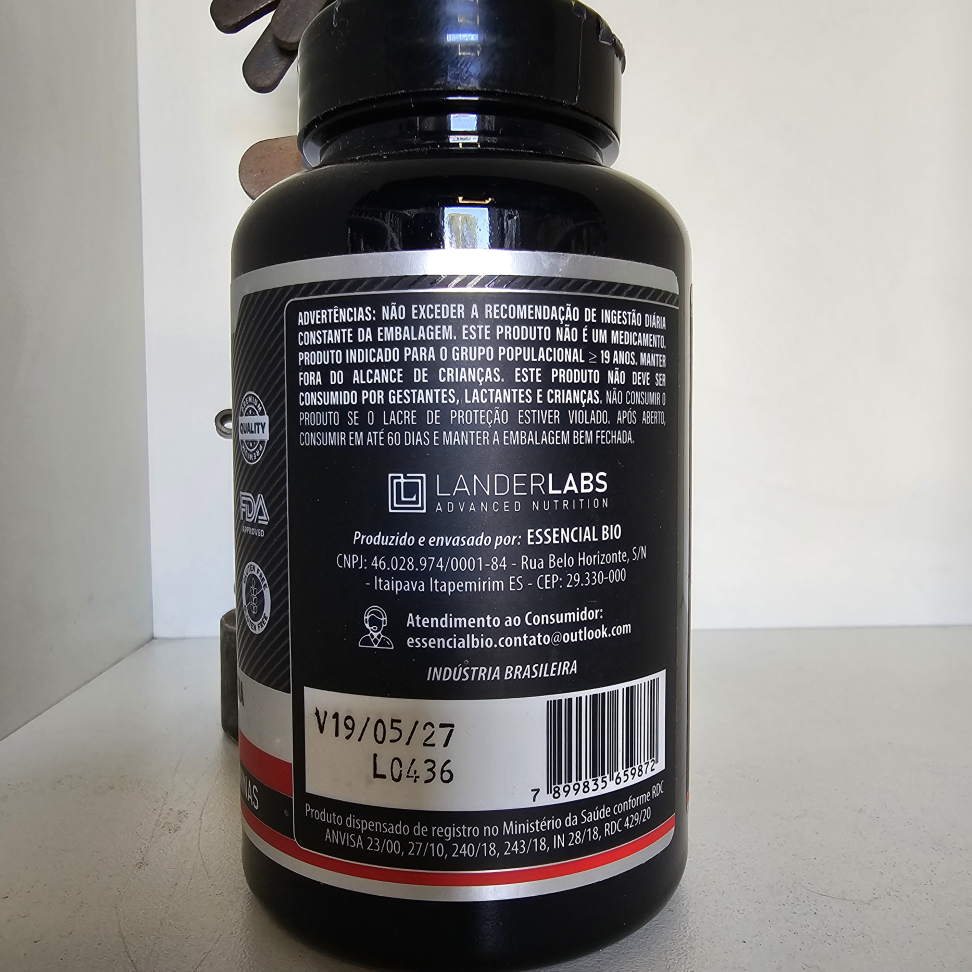 ADVERTÊNCIAS: NÃO EXCEDER A RECOMENDAÇÃO DE INGESTÃO DIÁRIA
CONSTANTE DA EMBALAGEM. ESTE PRODUTO NÃO É UM MEDICAMENTO.
PRODUTO INDICADO PARA O GRUPO POPULACIONAL ≥ 19 ANOS. MANTER
FORA DO ALCANCE DE CRIANÇAS. ESTE PRODUTO NÃO DEVE SER
CONSUMIDO POR GESTANTES, LACTANTES E CRIANÇAS. NÃO CONSUMIR O
PRODUTO SE O LACRE DE PROTEÇÃO ESTIVER VIOLADO. APÓS ABERTO,
CONSUMIR EM ATÉ 60 DIAS E MANTER A EMBALAGEM BEM FECHADA.
QUALITY
FDA
APPROVED
LANDERLABS
ADVANCED NUTRITION
Produzido e envasado por: ESSENCIAL BIO
CNPJ: 46.028.974/0001-84 - Rua Belo Horizonte, S/N
- Itaipava Itapemirim ES - CEP: 29.330-000
Atendimento ao Consumidor:
essencialbio.contato@outlook.com
INDÚSTRIA BRASILEIRA
V19/05/27
L0436
7 899835 659872
Produto dispensado de registro no Ministério da Saúde conforme RDC
ANVISA 23/00, 27/10, 240/18, 243/18, IN 28/18, RDC 429/20